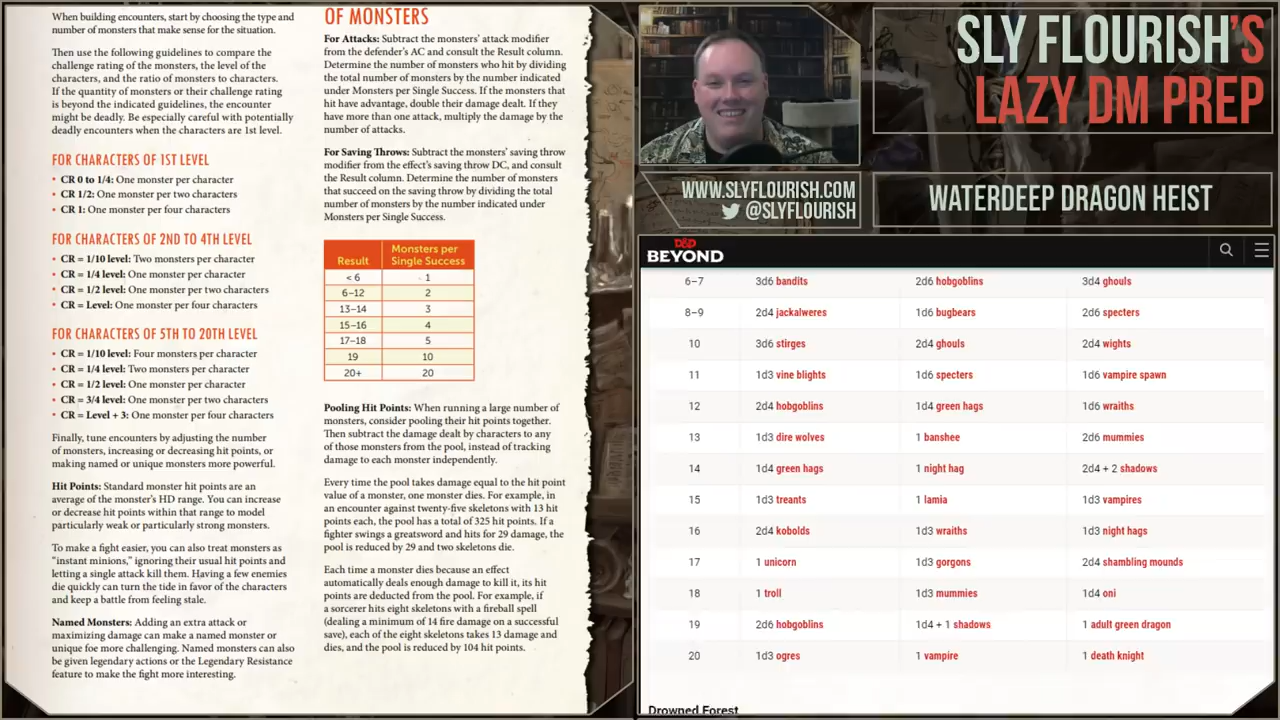 When building encounters, start by choosing the type and
number of monsters that make sense for the situation.
Then use the following guidelines to compare the
challenge rating of the monsters, the level of the
characters, and the ratio of monsters to characters.
If the quantity of monsters or their challenge rating
is beyond the indicated guidelines, the encounter
might be deadly. Be especially careful with potentially
deadly encounters when the characters are 1st level.
FOR CHARACTERS OF 1ST LEVEL
• CR 0 to 1/4: One monster per character
• CR 1/2: One monster per two characters
• CR 1: One monster per four characters
FOR CHARACTERS OF 2ND TO 4TH LEVEL
• CR = 1/10 level: Two monsters per character
• CR = 1/4 level: One monster per character
• CR = 1/2 level: One monster per two characters
• CR = Level: One monster per four characters
FOR CHARACTERS OF 5TH TO 20TH LEVEL
• CR = 1/10 level: Four monsters per character
• CR = 1/4 level: Two monsters per character
• CR = 1/2 level: One monster per character
• CR = 3/4 level: One monster per two characters
• CR = Level + 3: One monster per four characters
Finally, tune encounters by adjusting the number
of monsters, increasing or decreasing hit points, or
making named or unique monsters more powerful.
Hit Points: Standard monster hit points are an
average of the monster's HD range. You can increase
or decrease hit points within that range to model
particularly weak or particularly strong monsters.
To make a fight easier, you can also treat monsters as
"instant minions," ignoring their usual hit points and
letting a single attack kill them. Having a few enemies
die quickly can turn the tide in favor of the characters
and keep a battle from feeling stale.
Named Monsters: Adding an extra attack or
maximizing damage can make a named monster or
unique foe more challenging. Named monsters can also
be given legendary actions or the Legendary Resistance
feature to make the fight more interesting.
OF MONSTERS
For Attacks: Subtract the monsters' attack modifier
from the defender's AC and consult the Result column.
Determine the number of monsters who hit by dividing
the total number of monsters by the number indicated
under Monsters per Single Success. If the monsters that
hit have advantage, double their damage dealt. If they
have more than one attack, multiply the damage by the
number of attacks.
For Saving Throws: Subtract the monsters' saving throw
modifier from the effect's saving throw DC, and consult
the Result column. Determine the number of monsters
that succeed on the saving throw by dividing the total
number of monsters by the number indicated under
Monsters per Single Success.
Result Monsters per Single Success
< 6 1
6–12 2
13–14 3
15–16 4
17–18 5
19 10
20+ 20
Pooling Hit Points: When running a large number of
monsters, consider pooling their hit points together.
Then subtract the damage dealt by characters to any
of those monsters from the pool, instead of tracking
damage to each monster independently.
Every time the pool takes damage equal to the hit point
value of a monster, one monster dies. For example, in
an encounter against twenty-five skeletons with 13 hit
points each, the pool has a total of 325 hit points. If a
fighter swings a greatsword and hits for 29 damage, the
pool is reduced by 29 and two skeletons die.
Each time a monster dies because an effect
automatically deals enough damage to kill it, its hit
points are deducted from the pool. For example, if
a sorcerer hits eight skeletons with a fireball spell
(dealing a minimum of 14 fire damage on a successful
save), each of the eight skeletons takes 13 damage and
dies, and the pool is reduced by 104 hit points.
SLY FLOURISH'S
LAZY DM PREP
WWW.SLYFLOURISH.COM
@SLYFLOURISH
WATERDEEP DRAGON HEIST
D&D
BEYOND
6–7 3d6 bandits 2d6 hobgoblins 3d4 ghouls
8–9 2d4 jackalweres 1d6 bugbears 2d6 specters
10 3d6 stirges 2d4 ghouls 2d4 wights
11 1d3 vine blights 1d6 specters 1d6 vampire spawn
12 2d4 hobgoblins 1d4 green hags 1d6 wraiths
13 1d3 dire wolves 1 banshee 2d6 mummies
14 1d4 green hags 1 night hag 2d4 + 2 shadows
15 1d3 treants 1 lamia 1d3 vampires
16 2d4 kobolds 1d3 wraiths 1d3 night hags
17 1 unicorn 1d3 gorgons 2d4 shambling mounds
18 1 troll 1d3 mummies 1d4 oni
19 2d6 hobgoblins 1d4 + 1 shadows 1 adult green dragon
20 1d3 ogres 1 vampire 1 death knight
Drowned Forest